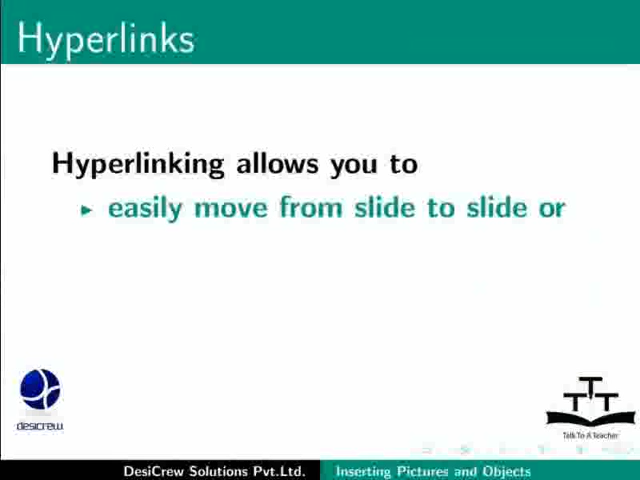 Hyperlinks
Hyperlinking allows you to
easily move from slide to slide or
desicrew
TTT
Talk To A Teacher
DesiCrew Solutions Pvt.Ltd.
Inserting Pictures and Objects